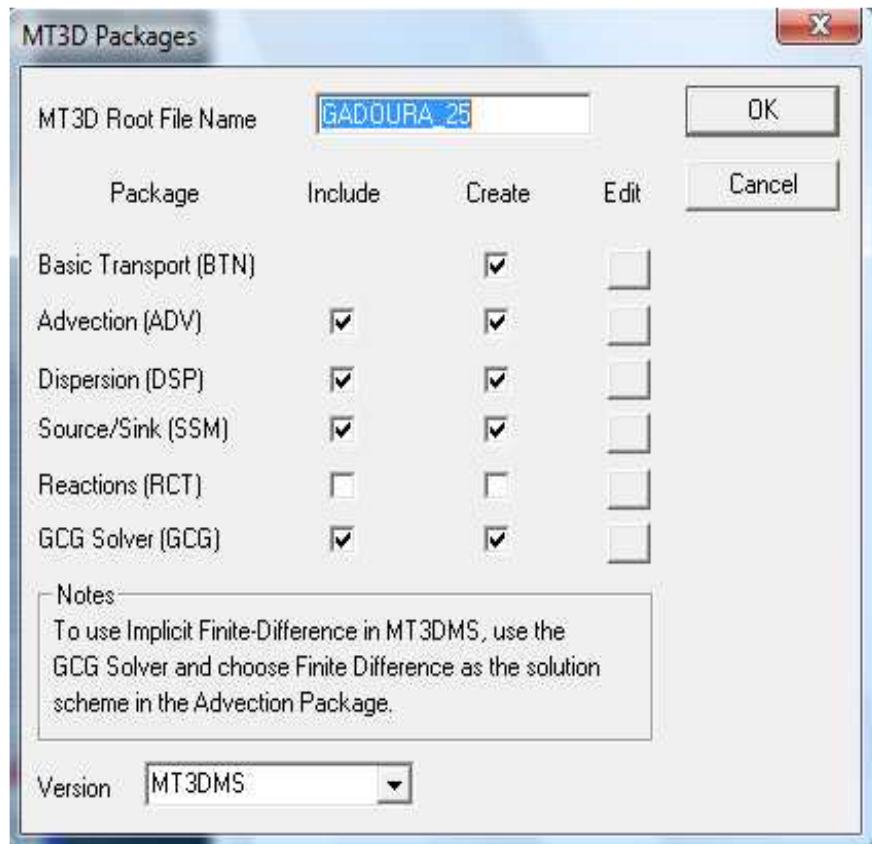 MT3D Packages
MT3D Root File Name GADOURA_25 OK
Package Include Create Edit Cancel
Basic Transport (BTN)
Advection (ADV)
Dispersion (DSP)
Source/Sink (SSM)
Reactions (RCT)
GCG Solver (GCG)
Notes
To use Implicit Finite-Difference in MT3DMS, use the
GCG Solver and choose Finite Difference as the solution
scheme in the Advection Package.
Version MT3DMS